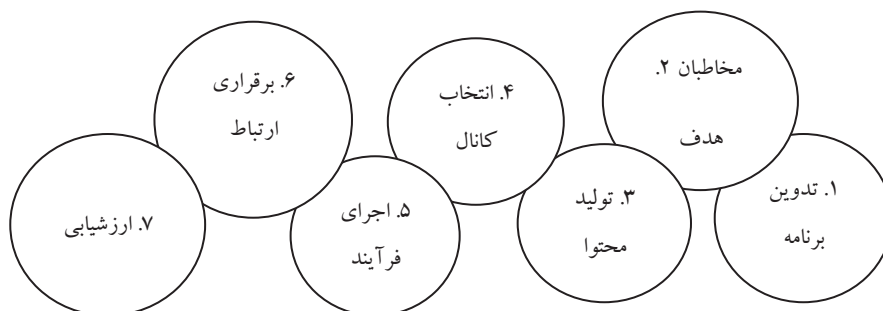 ۱. تدوین
برنامه
مخاطبان ۲.
هدف
۳. تولید
محتوا
۴. انتخاب
کانال
۵. اجرای
فرآیند
۶. برقراری
ارتباط
۷. ارزشیابی